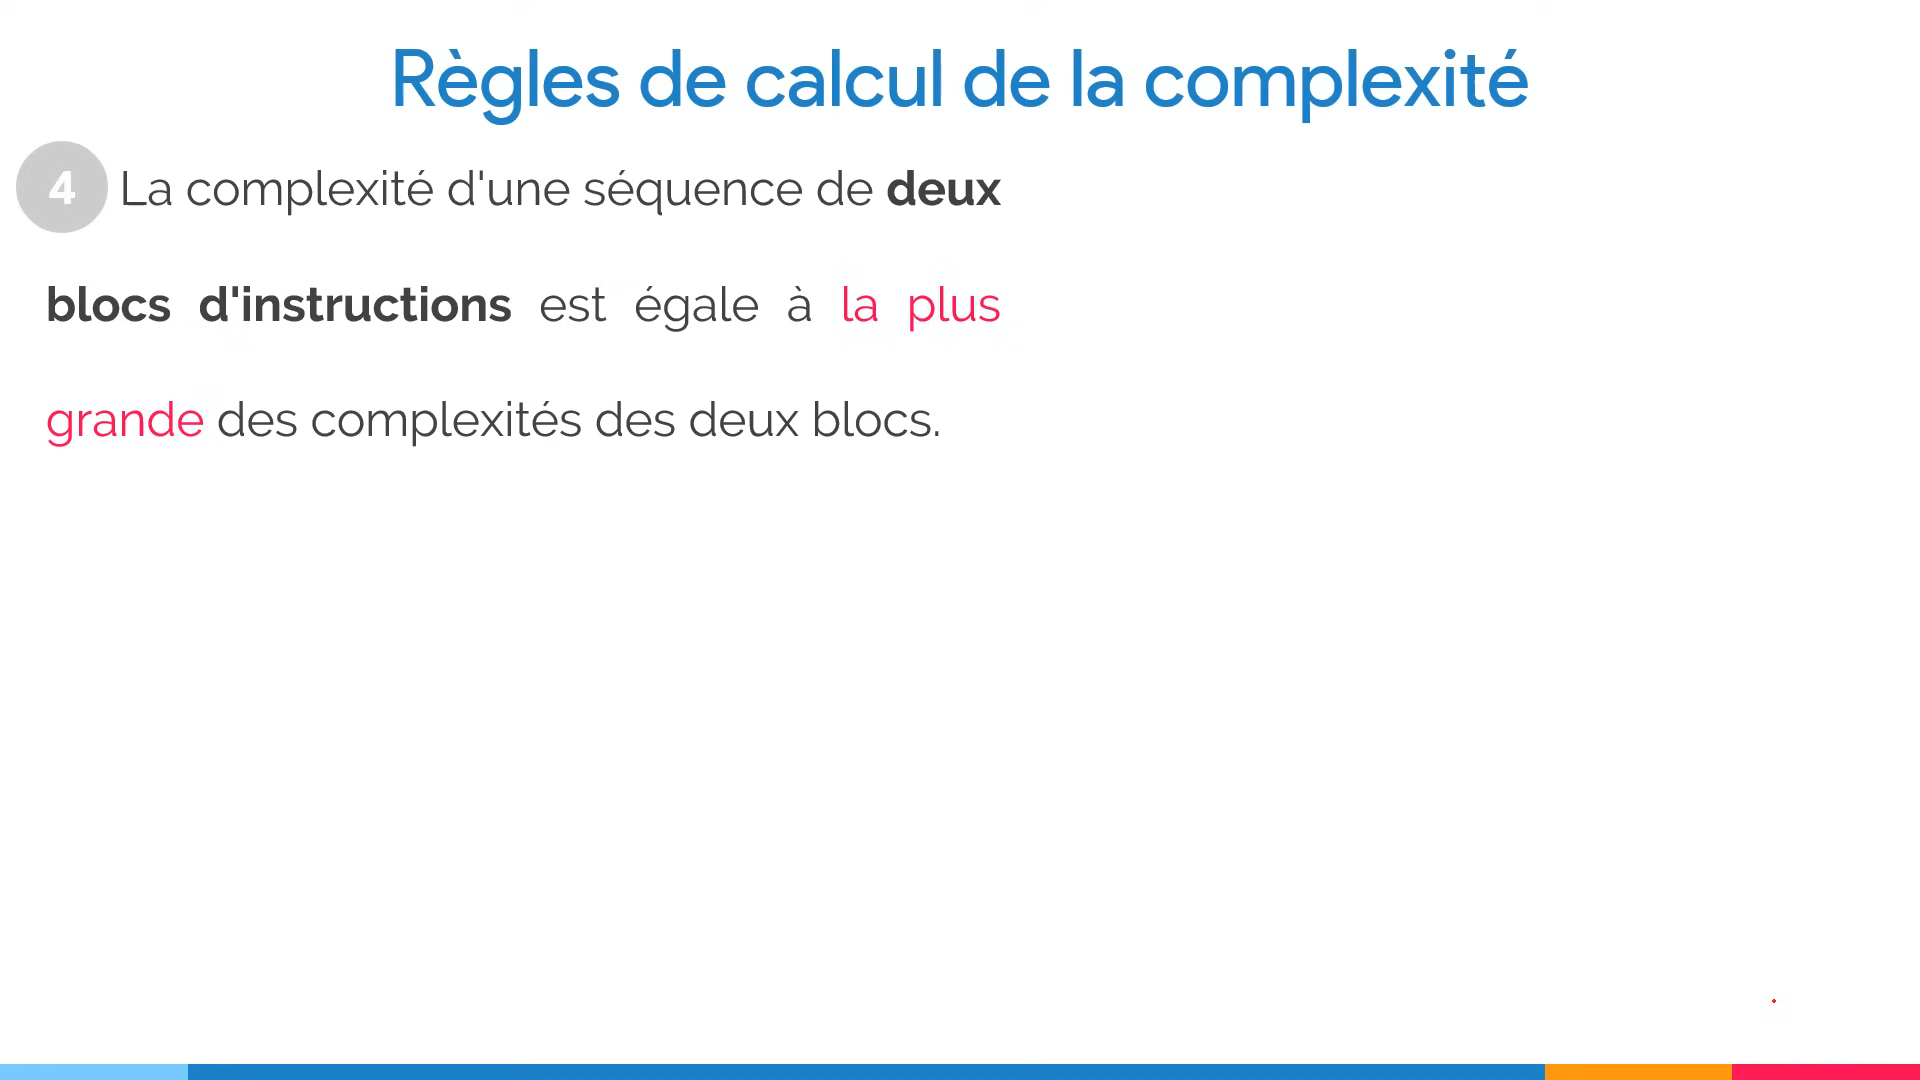 Règles de calcul de la complexité
4 La complexité d'une séquence de deux
blocs d'instructions est égale à la plus
grande des complexités des deux blocs.